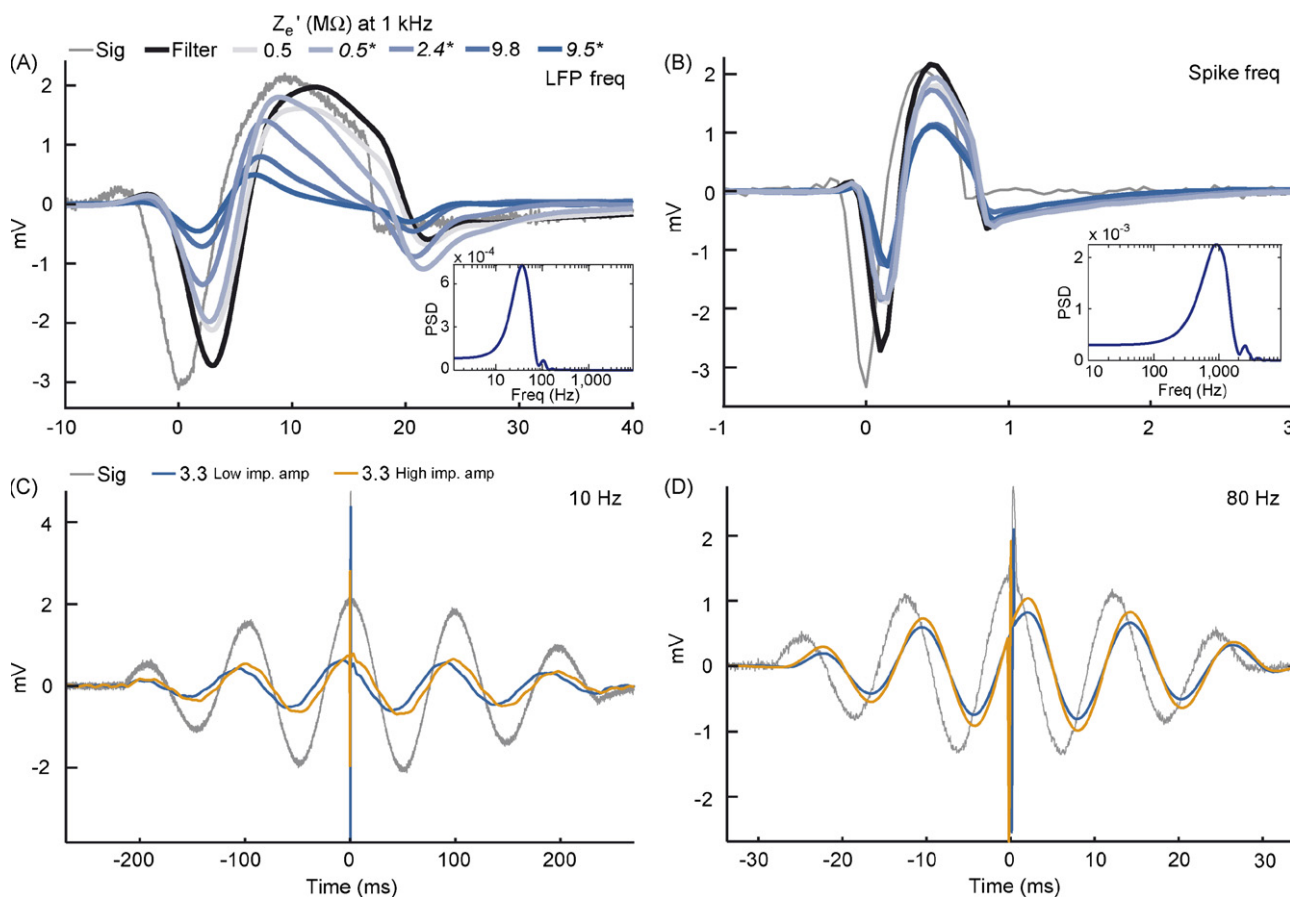 Z_e' (MΩ) at 1 kHz
Sig Filter 0.5 0.5* 2.4* 9.8 9.5*
(A) LFP freq
2
1
0
-1
-2
-3
mV
-10 0 10 20 30 40
x 10^-4
6
3
0
PSD
10 100 1,000
Freq (Hz)
(B) Spike freq
2
1
0
-1
-2
-3
mV
-1 0 1 2 3
x 10^-3
2
1
0
PSD
10 100 1,000
Freq (Hz)
Sig 3.3 Low imp. amp 3.3 High imp. amp
(C) 10 Hz
4
2
0
-2
mV
-200 -100 0 100 200
Time (ms)
(D) 80 Hz
2
1
0
-1
-2
mV
-30 -20 -10 0 10 20 30
Time (ms)